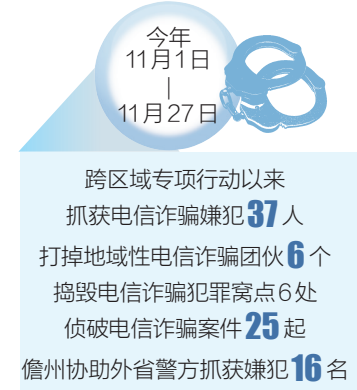 今年
11月1日
|
11月27日
跨区域专项行动以来
抓获电信诈骗嫌犯37人
打掉地域性电信诈骗团伙6个
捣毁电信诈骗犯罪窝点6处
侦破电信诈骗案件25起
儋州协助外省警方抓获嫌犯16名